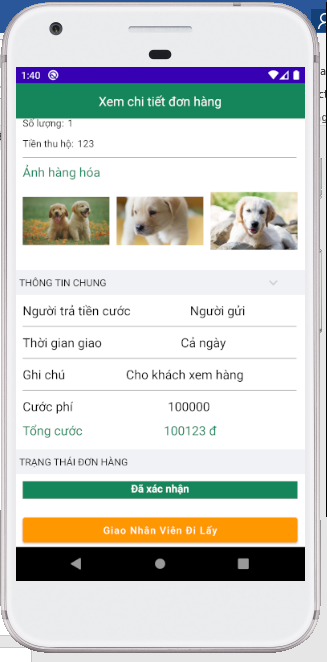 1:40
Xem chi tiết đơn hàng
Số lượng: 1
Tiền thu hộ: 123
Ảnh hàng hóa
THÔNG TIN CHUNG
Người trả tiền cước Người gửi
Thời gian giao Cả ngày
Ghi chú Cho khách xem hàng
Cước phí 100000
Tổng cước 100123 đ
TRẠNG THÁI ĐƠN HÀNG
Đã xác nhận
Giao Nhân Viên Đi Lấy